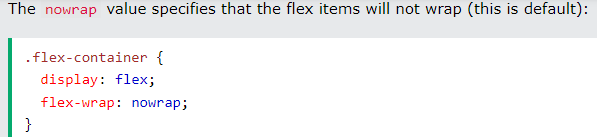 The nowrap value specifies that the flex items will not wrap (this is default):
.flex-container {
  display: flex;
  flex-wrap: nowrap;
}